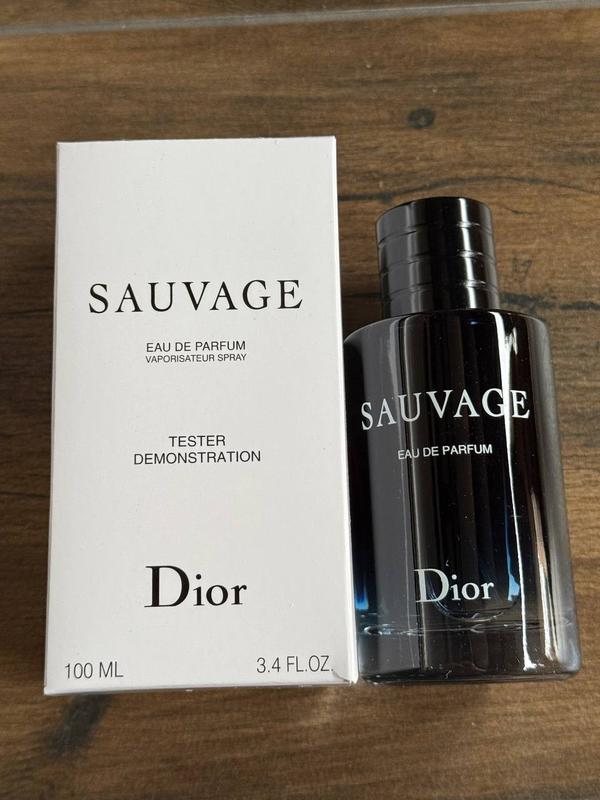 SAUVAGE
EAU DE PARFUM
VAPORISATEUR SPRAY
TESTER
DEMONSTRATION
Dior
100 ML 3.4 FL.OZ.
SAUVAGE
EAU DE PARFUM
Dior